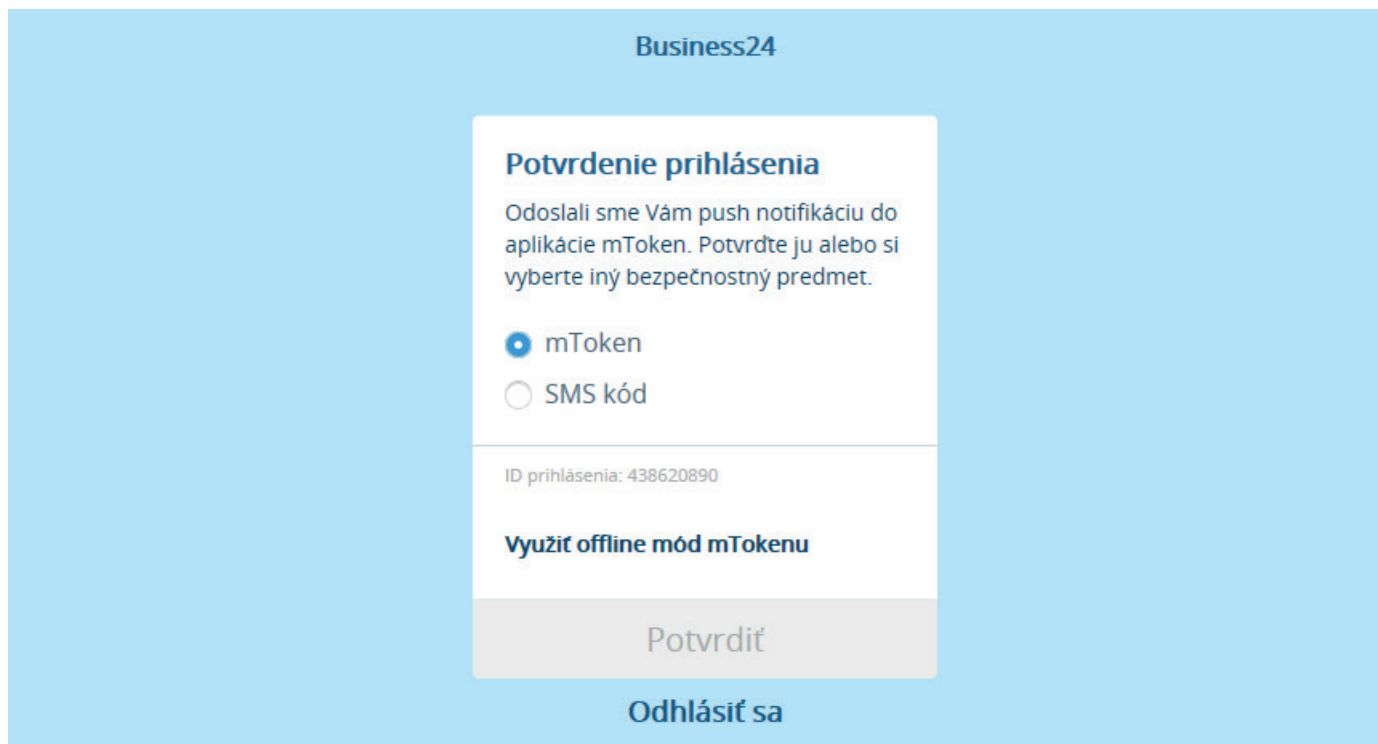 Business24
Potvrdenie prihlásenia
Odoslali sme Vám push notifikáciu do
aplikácie mToken. Potvrďte ju alebo si
vyberte iný bezpečnostný predmet.
mToken
SMS kód
ID prihlásenia: 438620890
Využiť offline mód mTokenu
Potvrdiť
Odhlásiť sa